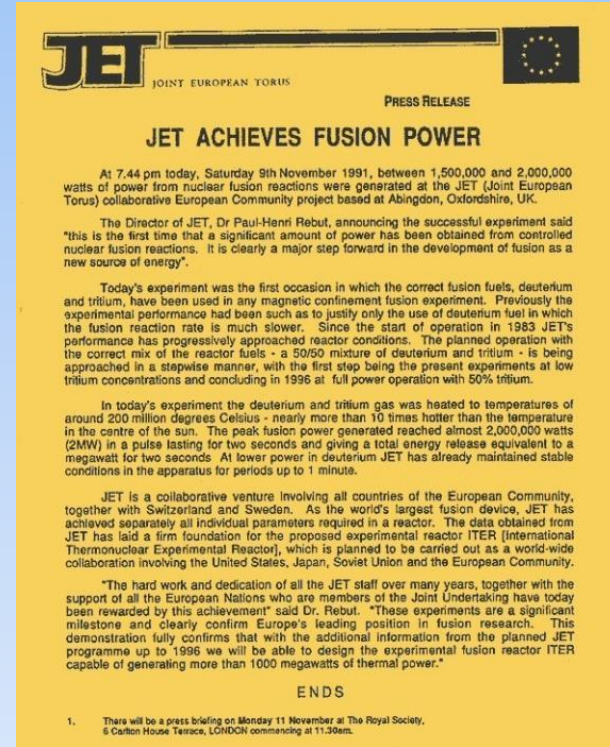 JET
JOINT EUROPEAN TORUS
PRESS RELEASE
JET ACHIEVES FUSION POWER
At 7.44 pm today, Saturday 9th November 1991, between 1,500,000 and 2,000,000
watts of power from nuclear fusion reactions were generated at the JET (Joint European
Torus) collaborative European Community project based at Abingdon, Oxfordshire, UK.
The Director of JET, Dr Paul-Henri Rebut, announcing the successful experiment said
"this is the first time that a significant amount of power has been obtained from controlled
nuclear fusion reactions. It is clearly a major step forward in the development of fusion as a
new source of energy".
Today's experiment was the first occasion in which the correct fusion fuels, deuterium
and tritium, have been used in any magnetic confinement fusion experiment. Previously the
experimental performance had been such as to justify only the use of deuterium fuel in which
the fusion reaction rate is much slower. Since the start of operation in 1983 JET's
performance has progressively approached reactor conditions. The planned operation with
the correct mix of the reactor fuels - a 50/50 mixture of deuterium and tritium - is being
approached in a stepwise manner, with the first step being the present experiments at low
tritium concentrations and concluding in 1996 at full power operation with 50% tritium.
In today's experiment the deuterium and tritium gas was heated to temperatures of
around 200 million degrees Celsius - nearly more than 10 times hotter than the temperature
in the centre of the sun. The peak fusion power generated reached almost 2,000,000 watts
(2MW) in a pulse lasting for two seconds and giving a total energy release equivalent to a
megawatt for two seconds At lower power in deuterium JET has already maintained stable
conditions in the apparatus for periods up to 1 minute.
JET is a collaborative venture involving all countries of the European Community,
together with Switzerland and Sweden. As the world's largest fusion device, JET has
achieved separately all individual parameters required in a reactor. The data obtained from
JET has laid a firm foundation for the proposed experimental reactor ITER [International
Thermonuclear Experimental Reactor], which is planned to be carried out as a world-wide
collaboration involving the United States, Japan, Soviet Union and the European Community.
"The hard work and dedication of all the JET staff over many years, together with the
support of all the European Nations who are members of the Joint Undertaking have today
been rewarded by this achievement" said Dr. Rebut. "These experiments are a significant
milestone and clearly confirm Europe's leading position in fusion research. This
demonstration fully confirms that with the additional information from the planned JET
programme up to 1996 we will be able to design the experimental fusion reactor ITER
capable of generating more than 1000 megawatts of thermal power."
ENDS
1. There will be a press briefing on Monday 11 November at The Royal Society,
6 Carlton House Terrace, LONDON commencing at 11.30am.